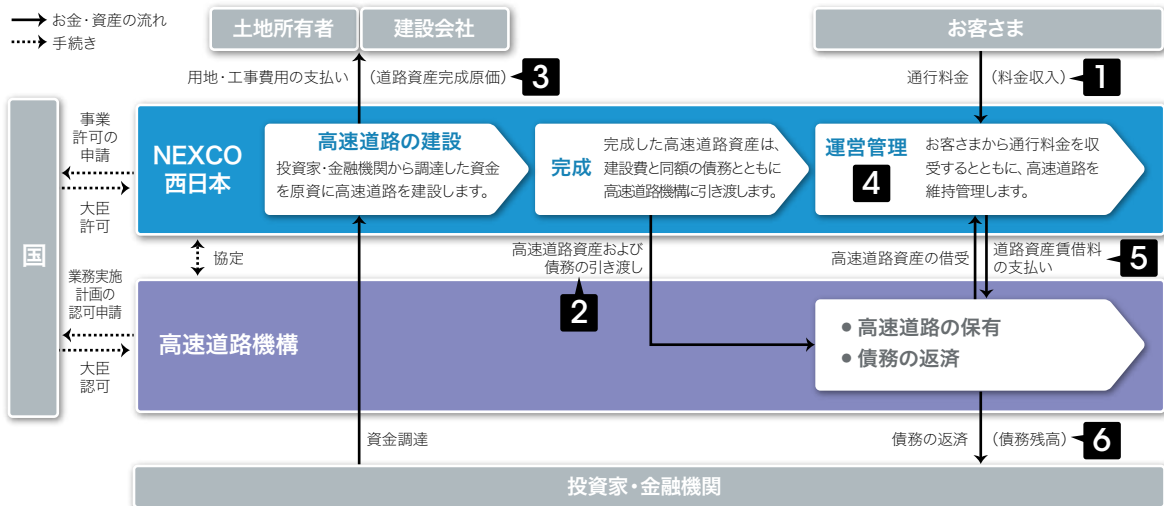 お金・資産の流れ
手続き
土地所有者
建設会社
お客さま
用地・工事費用の支払い
(道路資産完成原価)
3
通行料金
(料金収入)
1
国
事業
許可の
申請
大臣
許可
NEXCO
西日本
高速道路の建設
投資家・金融機関から調達した資金
を原資に高速道路を建設します。
完成
完成した高速道路資産は、
建設費と同額の債務とともに
高速道路機構に引き渡します。
運営管理
4
お客さまから通行料金を収
受するとともに、高速道路を
維持管理します。
協定
高速道路資産および
債務の引き渡し
2
高速道路資産の借受
道路資産賃借料
の支払い
5
業務実施
計画の
認可申請
大臣
認可
高速道路機構
● 高速道路の保有
● 債務の返済
資金調達
債務の返済
(債務残高)
6
投資家・金融機関